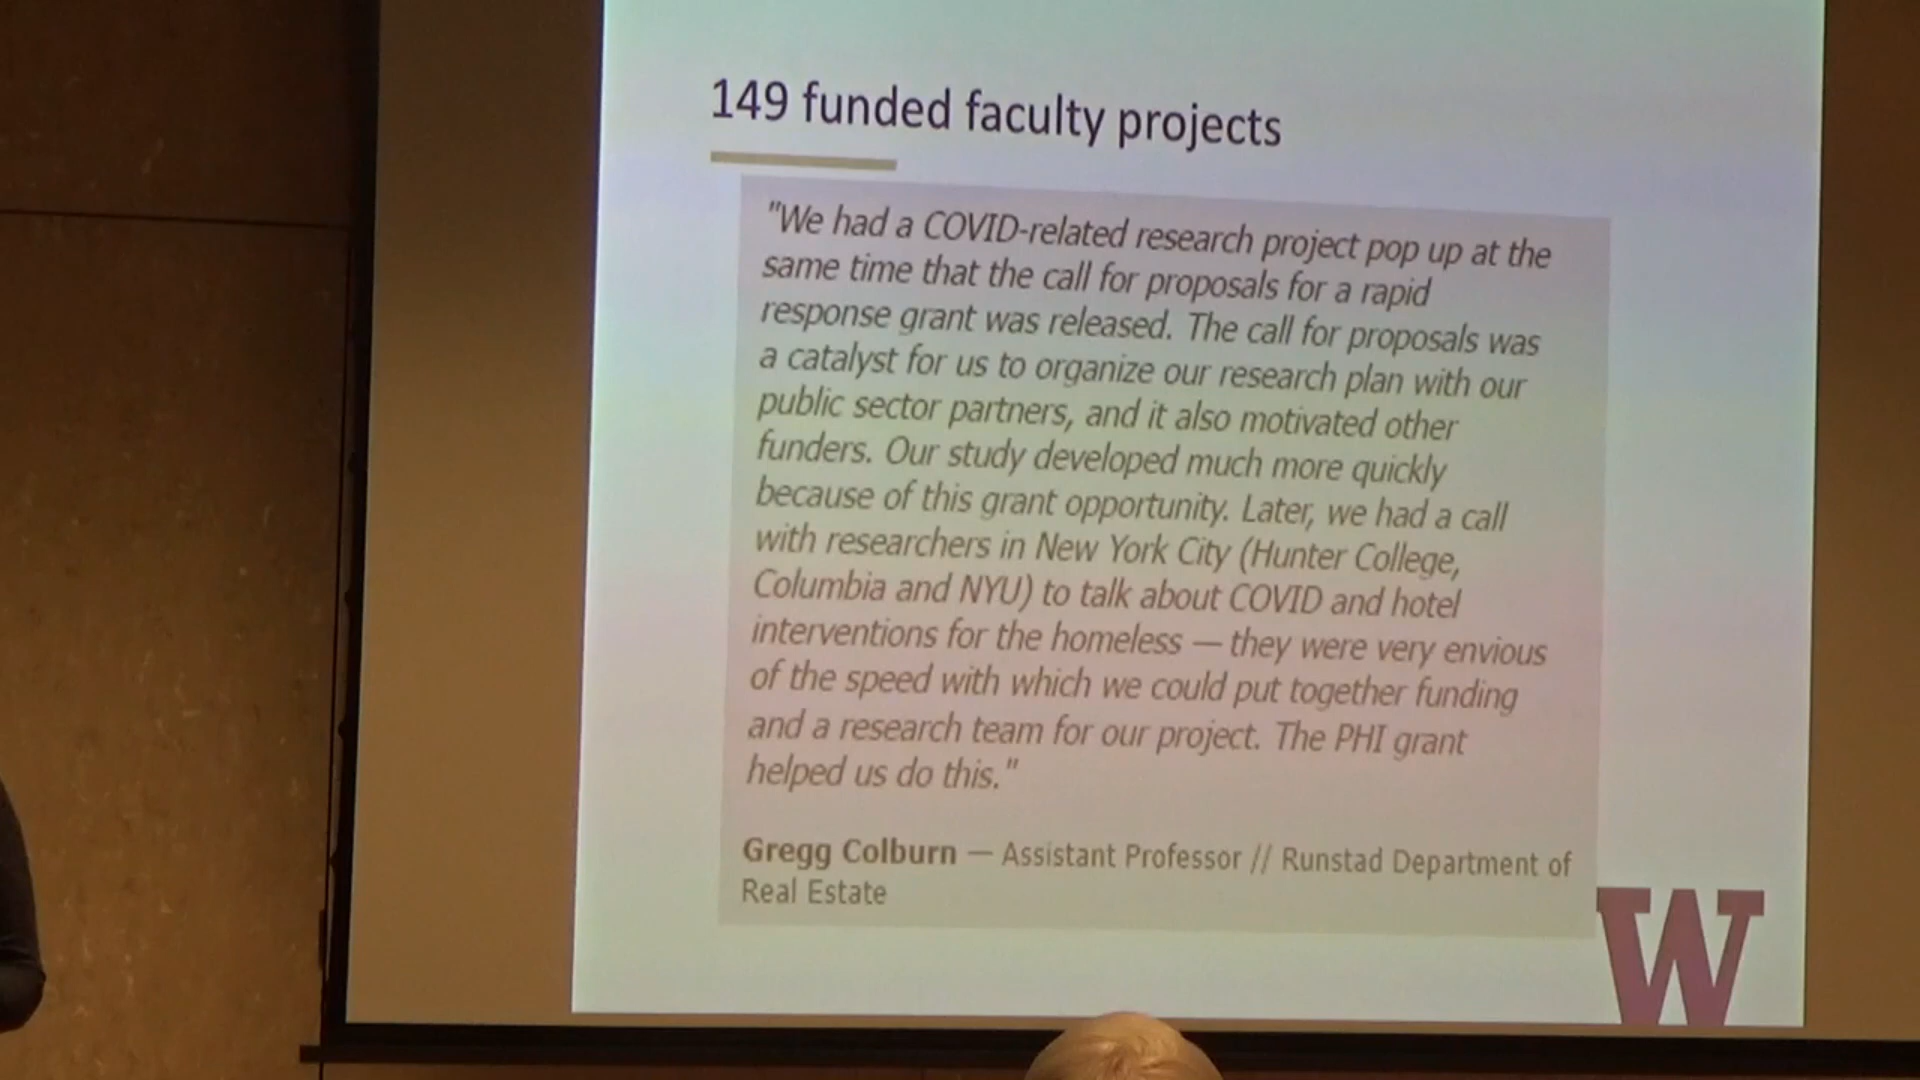 149 funded faculty projects
"We had a COVID-related research project pop up at the
same time that the call for proposals for a rapid
response grant was released. The call for proposals was
a catalyst for us to organize our research plan with our
public sector partners, and it also motivated other
funders. Our study developed much more quickly
because of this grant opportunity. Later, we had a call
with researchers in New York City (Hunter College,
Columbia and NYU) to talk about COVID and hotel
interventions for the homeless — they were very envious
of the speed with which we could put together funding
and a research team for our project. The PHI grant
helped us do this."
Gregg Colburn — Assistant Professor // Runstad Department of
Real Estate
W